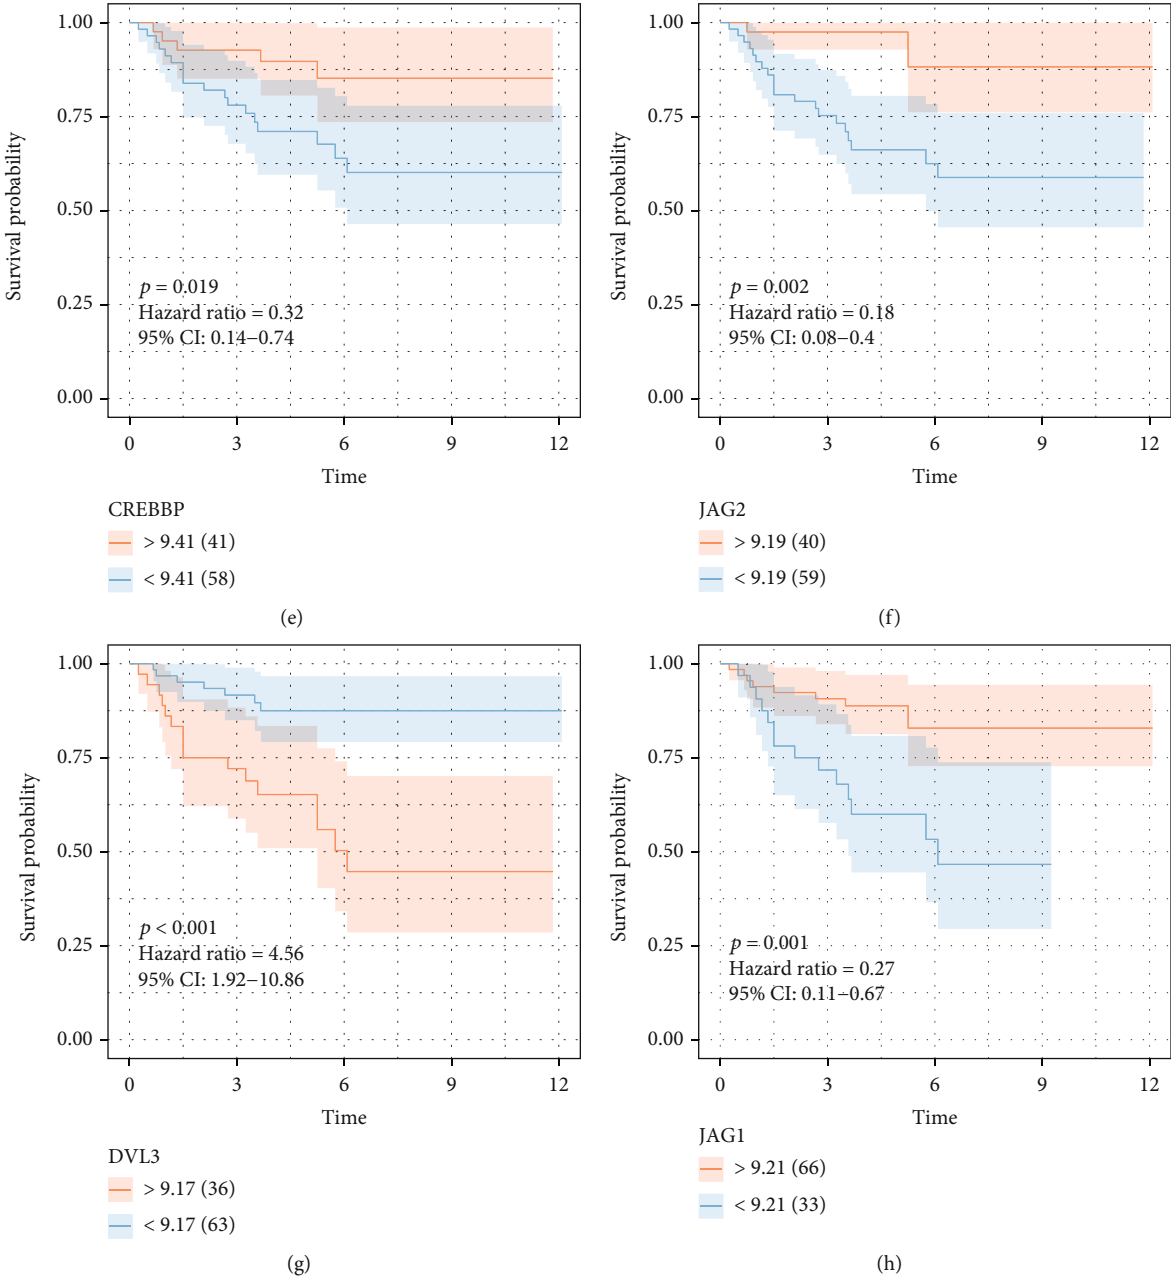 1.00
0.75
0.50
0.25
0.00
Survival probability
p = 0.019
Hazard ratio = 0.32
95% CI: 0.14–0.74
0 3 6 9 12
Time
CREBBP
> 9.41 (41)
< 9.41 (58)
(e)
1.00
0.75
0.50
0.25
0.00
Survival probability
p = 0.002
Hazard ratio = 0.18
95% CI: 0.08–0.4
0 3 6 9 12
Time
JAG2
> 9.19 (40)
< 9.19 (59)
(f)
1.00
0.75
0.50
0.25
0.00
Survival probability
p < 0.001
Hazard ratio = 4.56
95% CI: 1.92–10.86
0 3 6 9 12
Time
DVL3
> 9.17 (36)
< 9.17 (63)
(g)
1.00
0.75
0.50
0.25
0.00
Survival probability
p = 0.001
Hazard ratio = 0.27
95% CI: 0.11–0.67
0 3 6 9 12
Time
JAG1
> 9.21 (66)
< 9.21 (33)
(h)